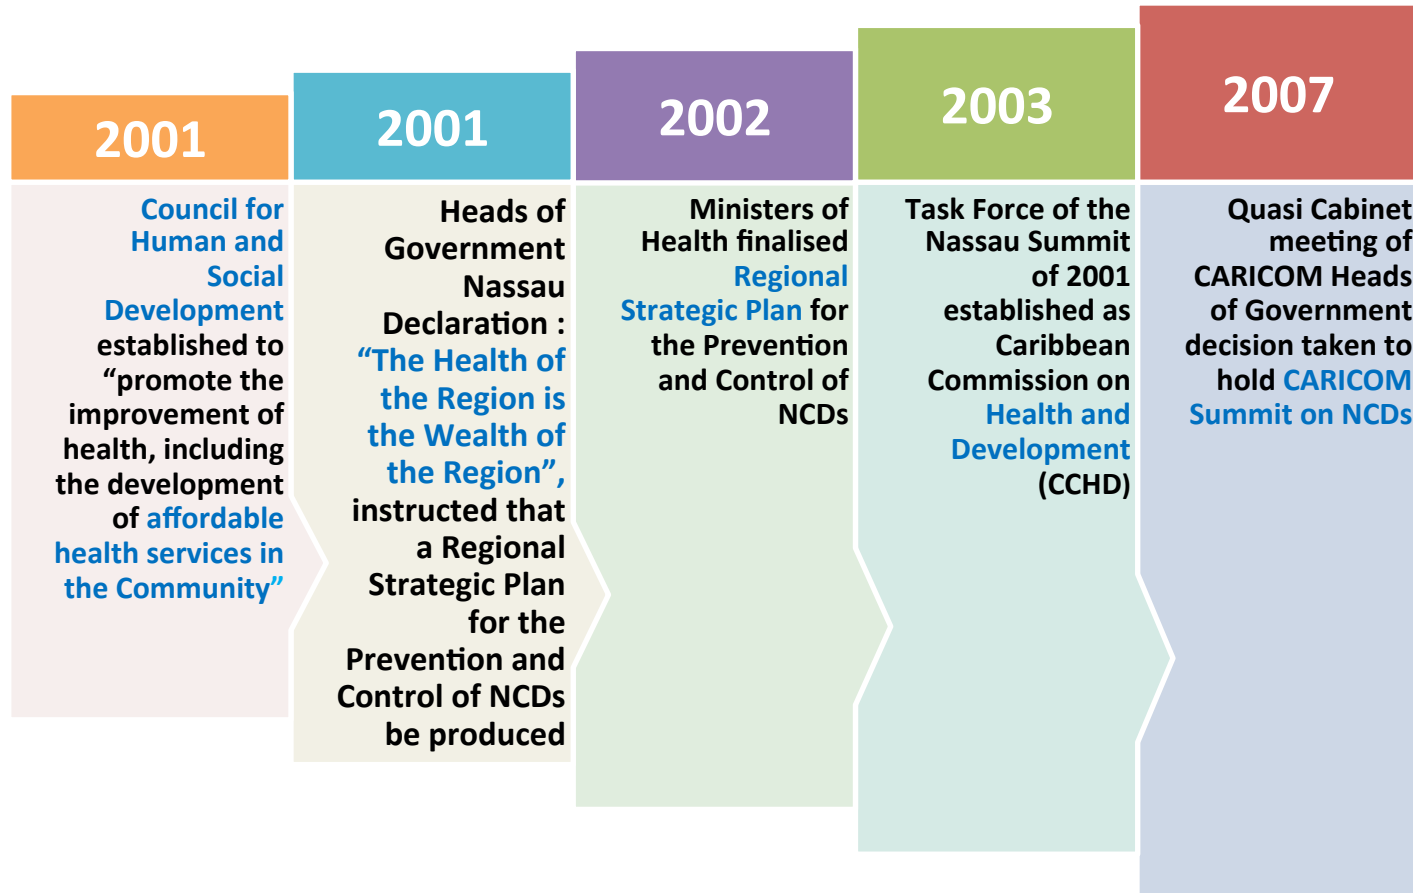 2001
Council for
Human and
Social
Development
established to
“promote the
improvement of
health, including
the development
of affordable
health services in
the Community”
2001
Heads of
Government
Nassau
Declaration :
“The Health of
the Region is
the Wealth of
the Region”,
instructed that
a Regional
Strategic Plan
for the
Prevention and
Control of NCDs
be produced
2002
Ministers of
Health finalised
Regional
Strategic Plan for
the Prevention
and Control of
NCDs
2003
Task Force of the
Nassau Summit
of 2001
established as
Caribbean
Commission on
Health and
Development
(CCHD)
2007
Quasi Cabinet
meeting of
CARICOM Heads
of Government
decision taken to
hold CARICOM
Summit on NCDs